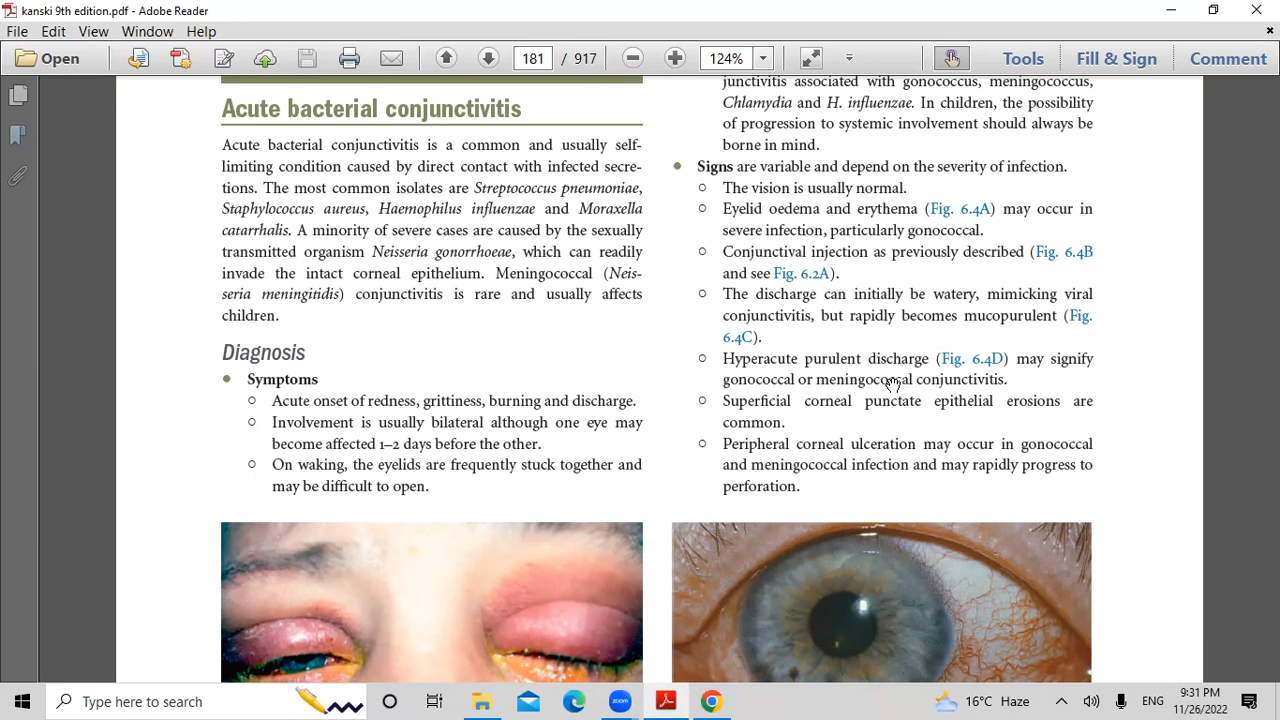 kanski 9th edition.pdf - Adobe Reader
File Edit View Window Help
Open 181 / 917 124% Tools Fill & Sign Comment
Acute bacterial conjunctivitis
Acute bacterial conjunctivitis is a common and usually self-
limiting condition caused by direct contact with infected secre-
tions. The most common isolates are Streptococcus pneumoniae,
Staphylococcus aureus, Haemophilus influenzae and Moraxella
catarrhalis. A minority of severe cases are caused by the sexually
transmitted organism Neisseria gonorrhoeae, which can readily
invade the intact corneal epithelium. Meningococcal (Neis-
seria meningitidis) conjunctivitis is rare and usually affects
children.
Diagnosis
• Symptoms
○ Acute onset of redness, grittiness, burning and discharge.
○ Involvement is usually bilateral although one eye may
become affected 1–2 days before the other.
○ On waking, the eyelids are frequently stuck together and
may be difficult to open.
junctivitis associated with gonococcus, meningococcus,
Chlamydia and H. influenzae. In children, the possibility
of progression to systemic involvement should always be
borne in mind.
• Signs are variable and depend on the severity of infection.
○ The vision is usually normal.
○ Eyelid oedema and erythema (Fig. 6.4A) may occur in
severe infection, particularly gonococcal.
○ Conjunctival injection as previously described (Fig. 6.4B
and see Fig. 6.2A).
○ The discharge can initially be watery, mimicking viral
conjunctivitis, but rapidly becomes mucopurulent (Fig.
6.4C).
○ Hyperacute purulent discharge (Fig. 6.4D) may signify
gonococcal or meningococcal conjunctivitis.
○ Superficial corneal punctate epithelial erosions are
common.
○ Peripheral corneal ulceration may occur in gonococcal
and meningococcal infection and may rapidly progress to
perforation.
Type here to search zoom 16°C Haze ENG 9:31 PM
11/26/2022